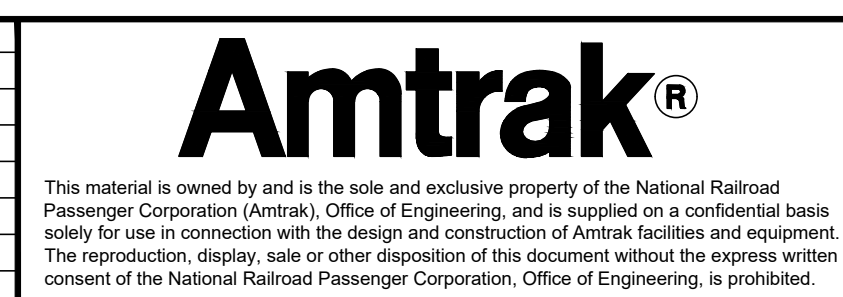 Amtrak®
This material is owned by and is the sole and exclusive property of the National Railroad
Passenger Corporation (Amtrak), Office of Engineering, and is supplied on a confidential basis
solely for use in connection with the design and construction of Amtrak facilities and equipment.
The reproduction, display, sale or other disposition of this document without the express written
consent of the National Railroad Passenger Corporation, Office of Engineering, is prohibited.